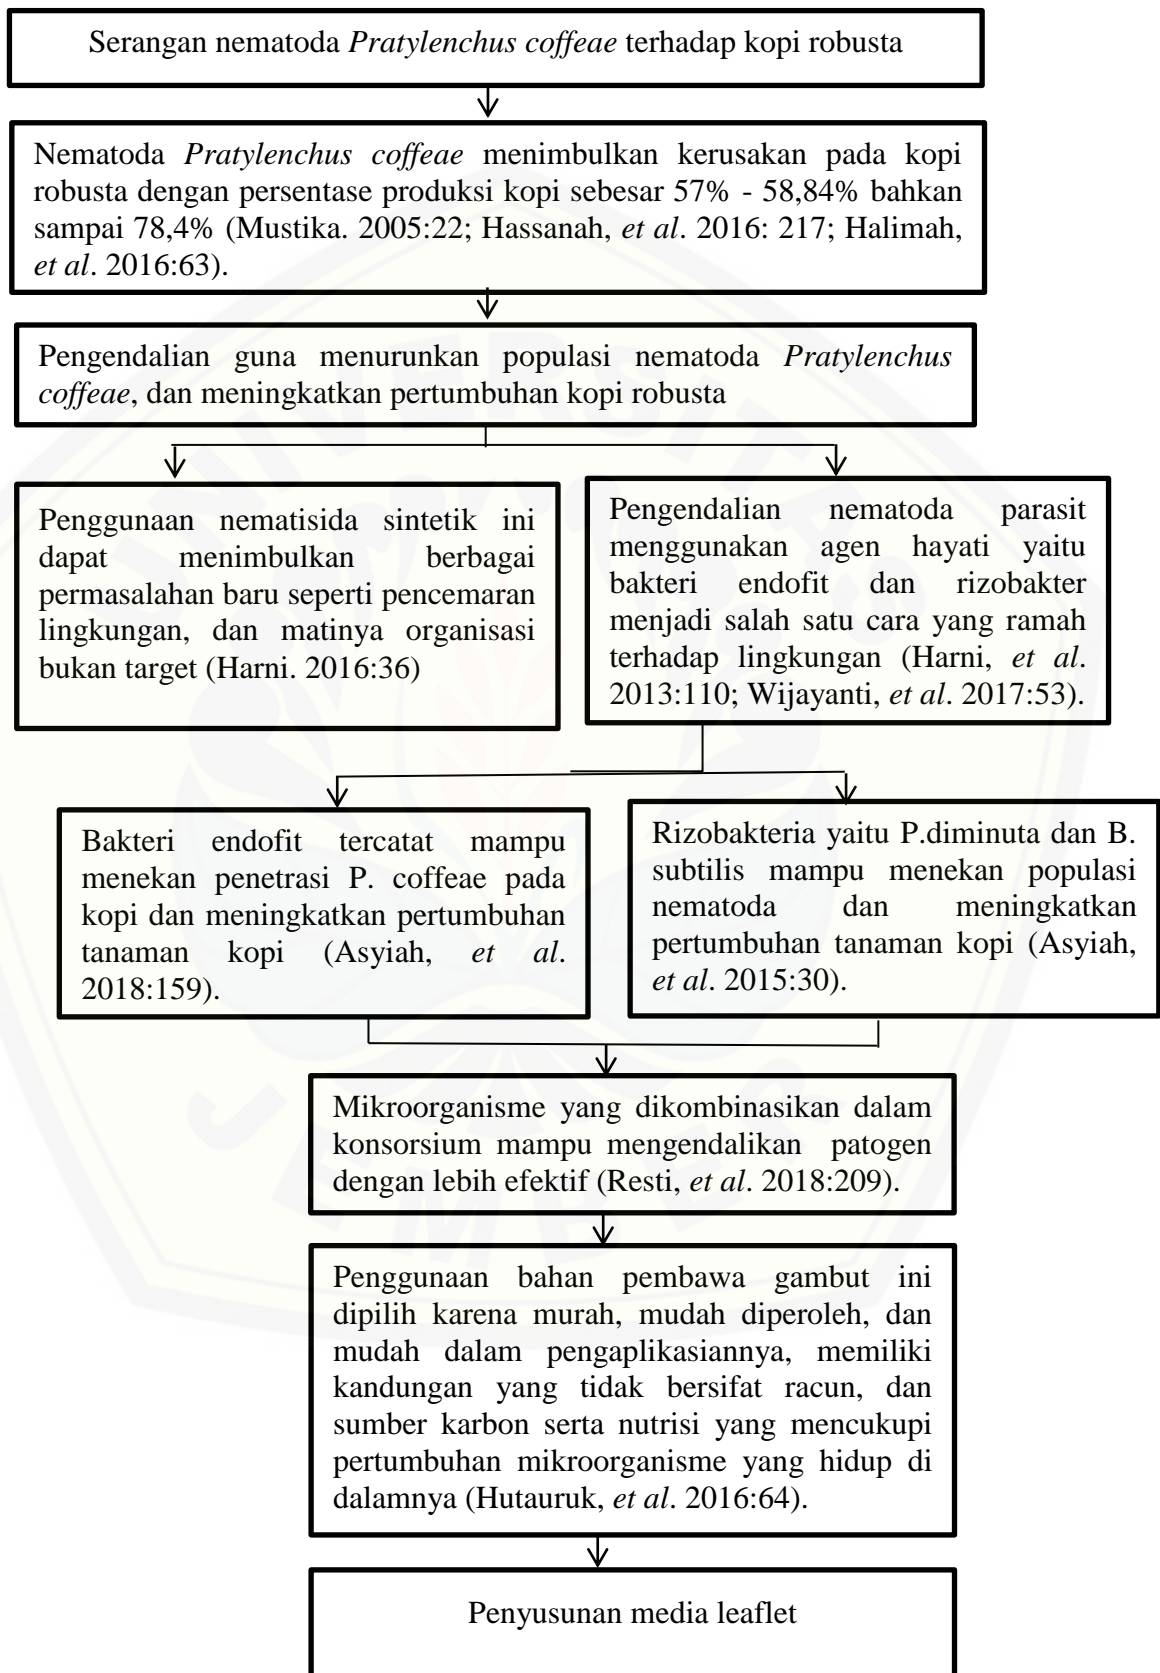 Serangan nematoda Pratylenchus coffeae terhadap kopi robusta
Nematoda Pratylenchus coffeae menimbulkan kerusakan pada kopi
robusta dengan persentase produksi kopi sebesar 57% - 58,84% bahkan
sampai 78,4% (Mustika. 2005:22; Hassanah, et al. 2016: 217; Halimah,
et al. 2016:63).
Pengendalian guna menurunkan populasi nematoda Pratylenchus
coffeae, dan meningkatkan pertumbuhan kopi robusta
Penggunaan nematisida sintetik ini
dapat menimbulkan berbagai
permasalahan baru seperti pencemaran
lingkungan, dan matinya organisasi
bukan target (Harni. 2016:36)
Pengendalian nematoda parasit
menggunakan agen hayati yaitu
bakteri endofit dan rizobakter
menjadi salah satu cara yang ramah
terhadap lingkungan (Harni, et al.
2013:110; Wijayanti, et al. 2017:53).
Bakteri endofit tercatat mampu
menekan penetrasi P. coffeae pada
kopi dan meningkatkan pertumbuhan
tanaman kopi (Asyiah, et al.
2018:159).
Rizobakteria yaitu P.diminuta dan B.
subtilis mampu menekan populasi
nematoda dan meningkatkan
pertumbuhan tanaman kopi (Asyiah,
et al. 2015:30).
Mikroorganisme yang dikombinasikan dalam
konsorsium mampu mengendalikan patogen
dengan lebih efektif (Resti, et al. 2018:209).
Penggunaan bahan pembawa gambut ini
dipilih karena murah, mudah diperoleh, dan
mudah dalam pengaplikasiannya, memiliki
kandungan yang tidak bersifat racun, dan
sumber karbon serta nutrisi yang mencukupi
pertumbuhan mikroorganisme yang hidup di
dalamnya (Hutauruk, et al. 2016:64).
Penyusunan media leaflet
UNIVERSITAS
JEMBER